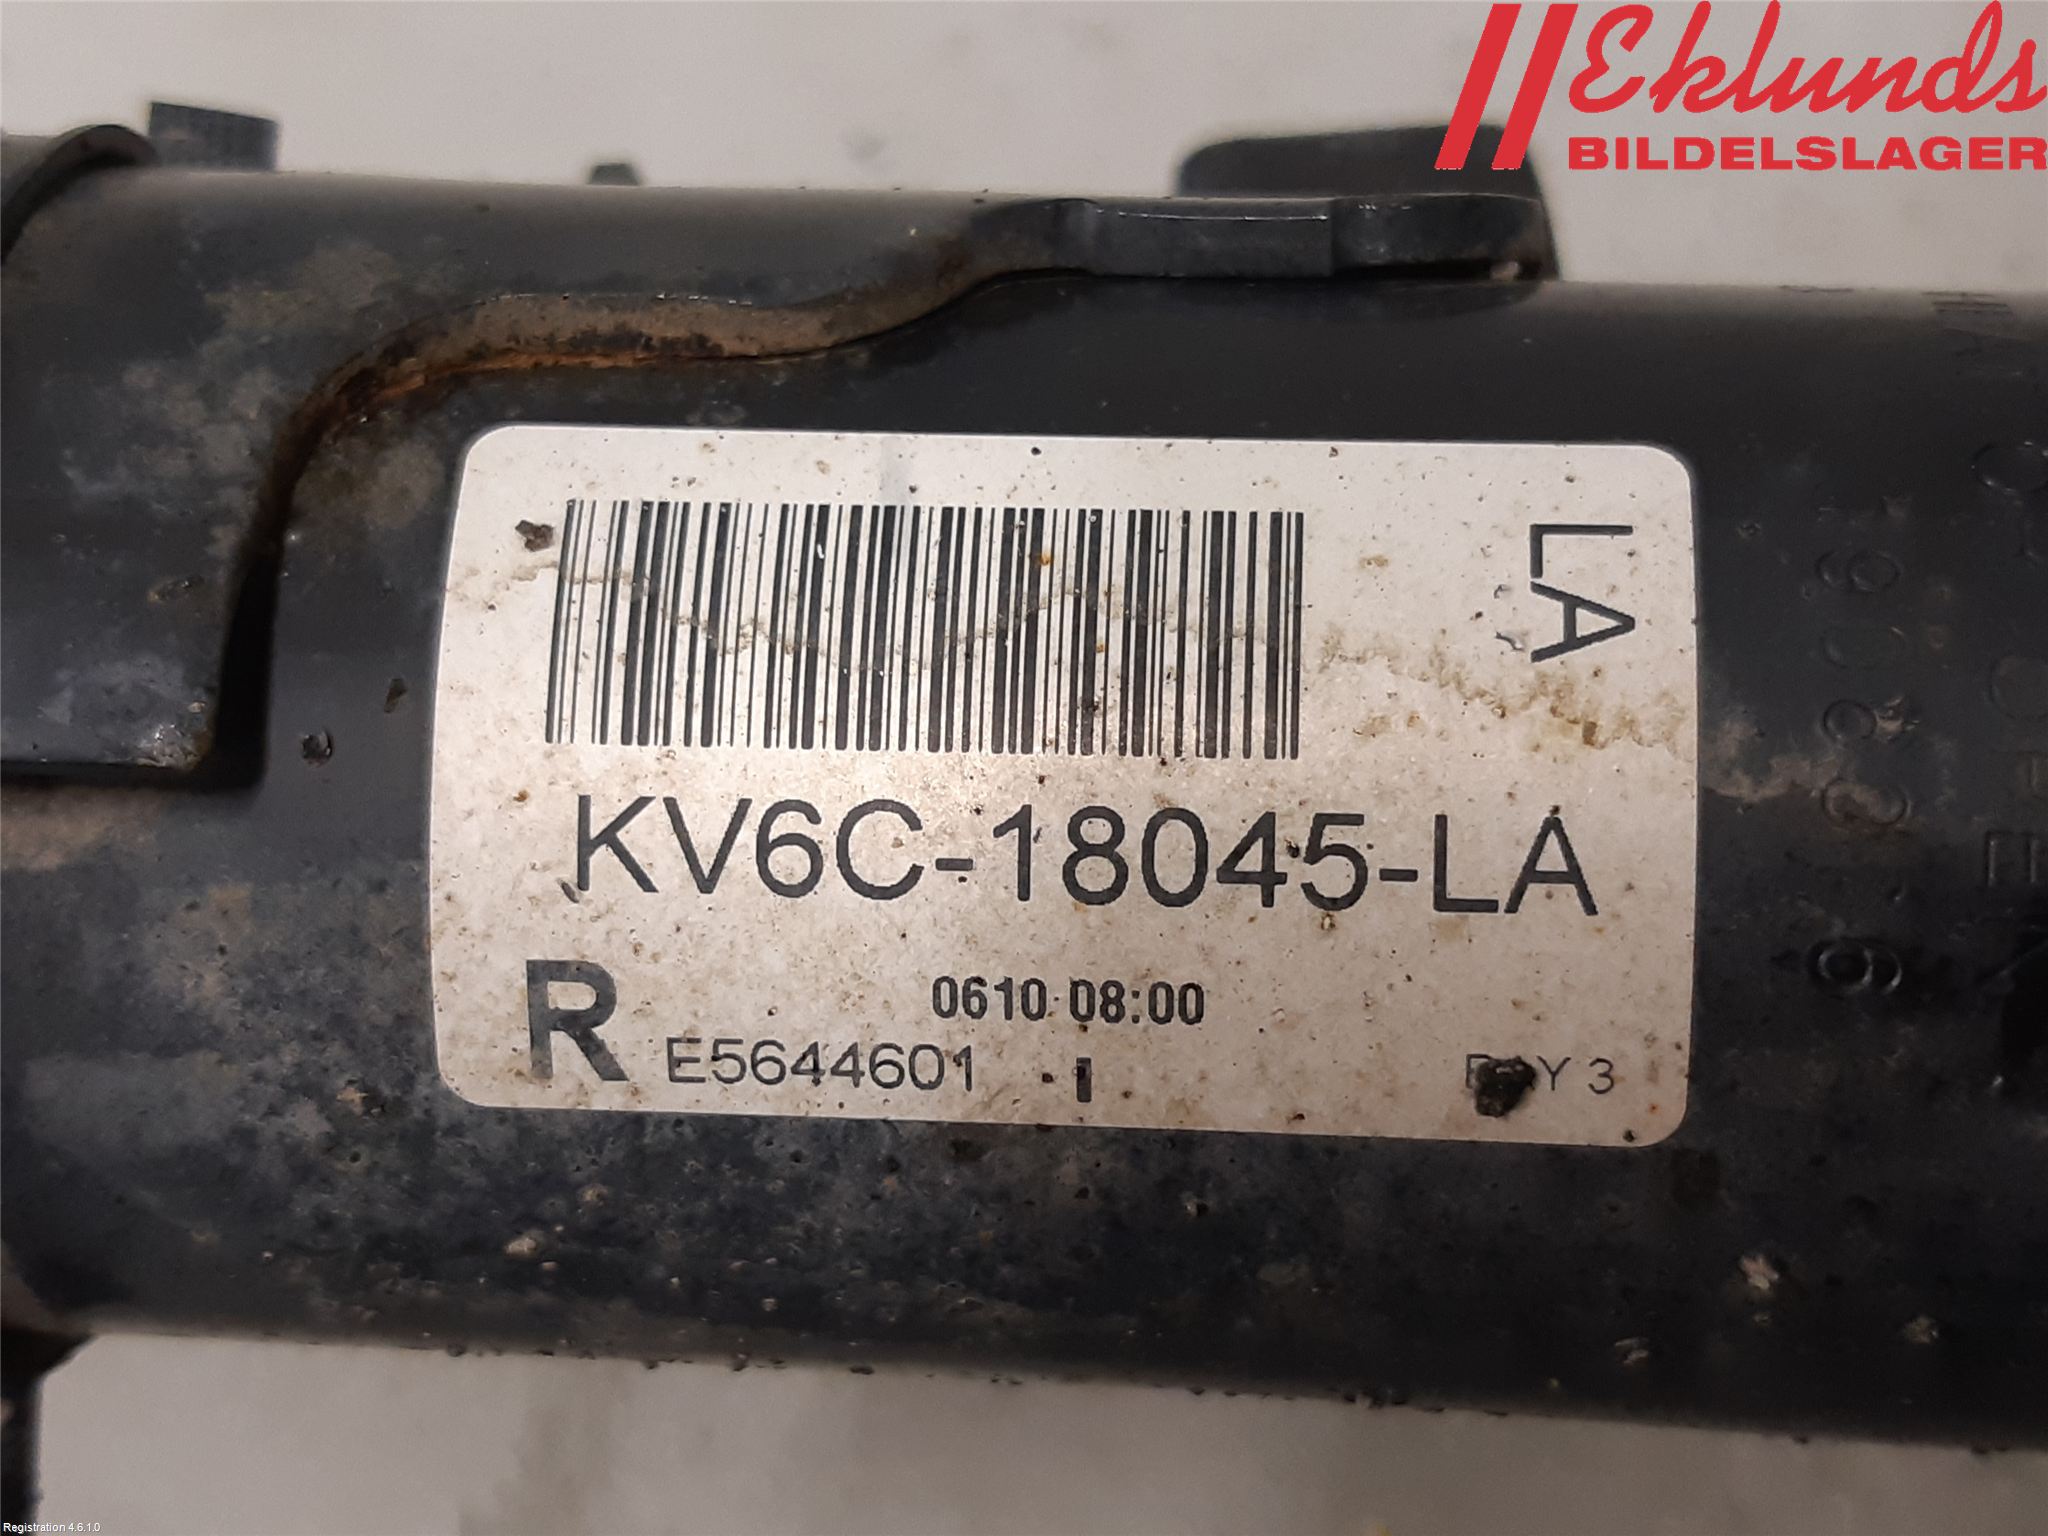 Eklunds
BILDELSLAGER
LA
KV6C-18045-LA
R
0610 08:00
E5644601 I
3
Registration 4.6.1.0